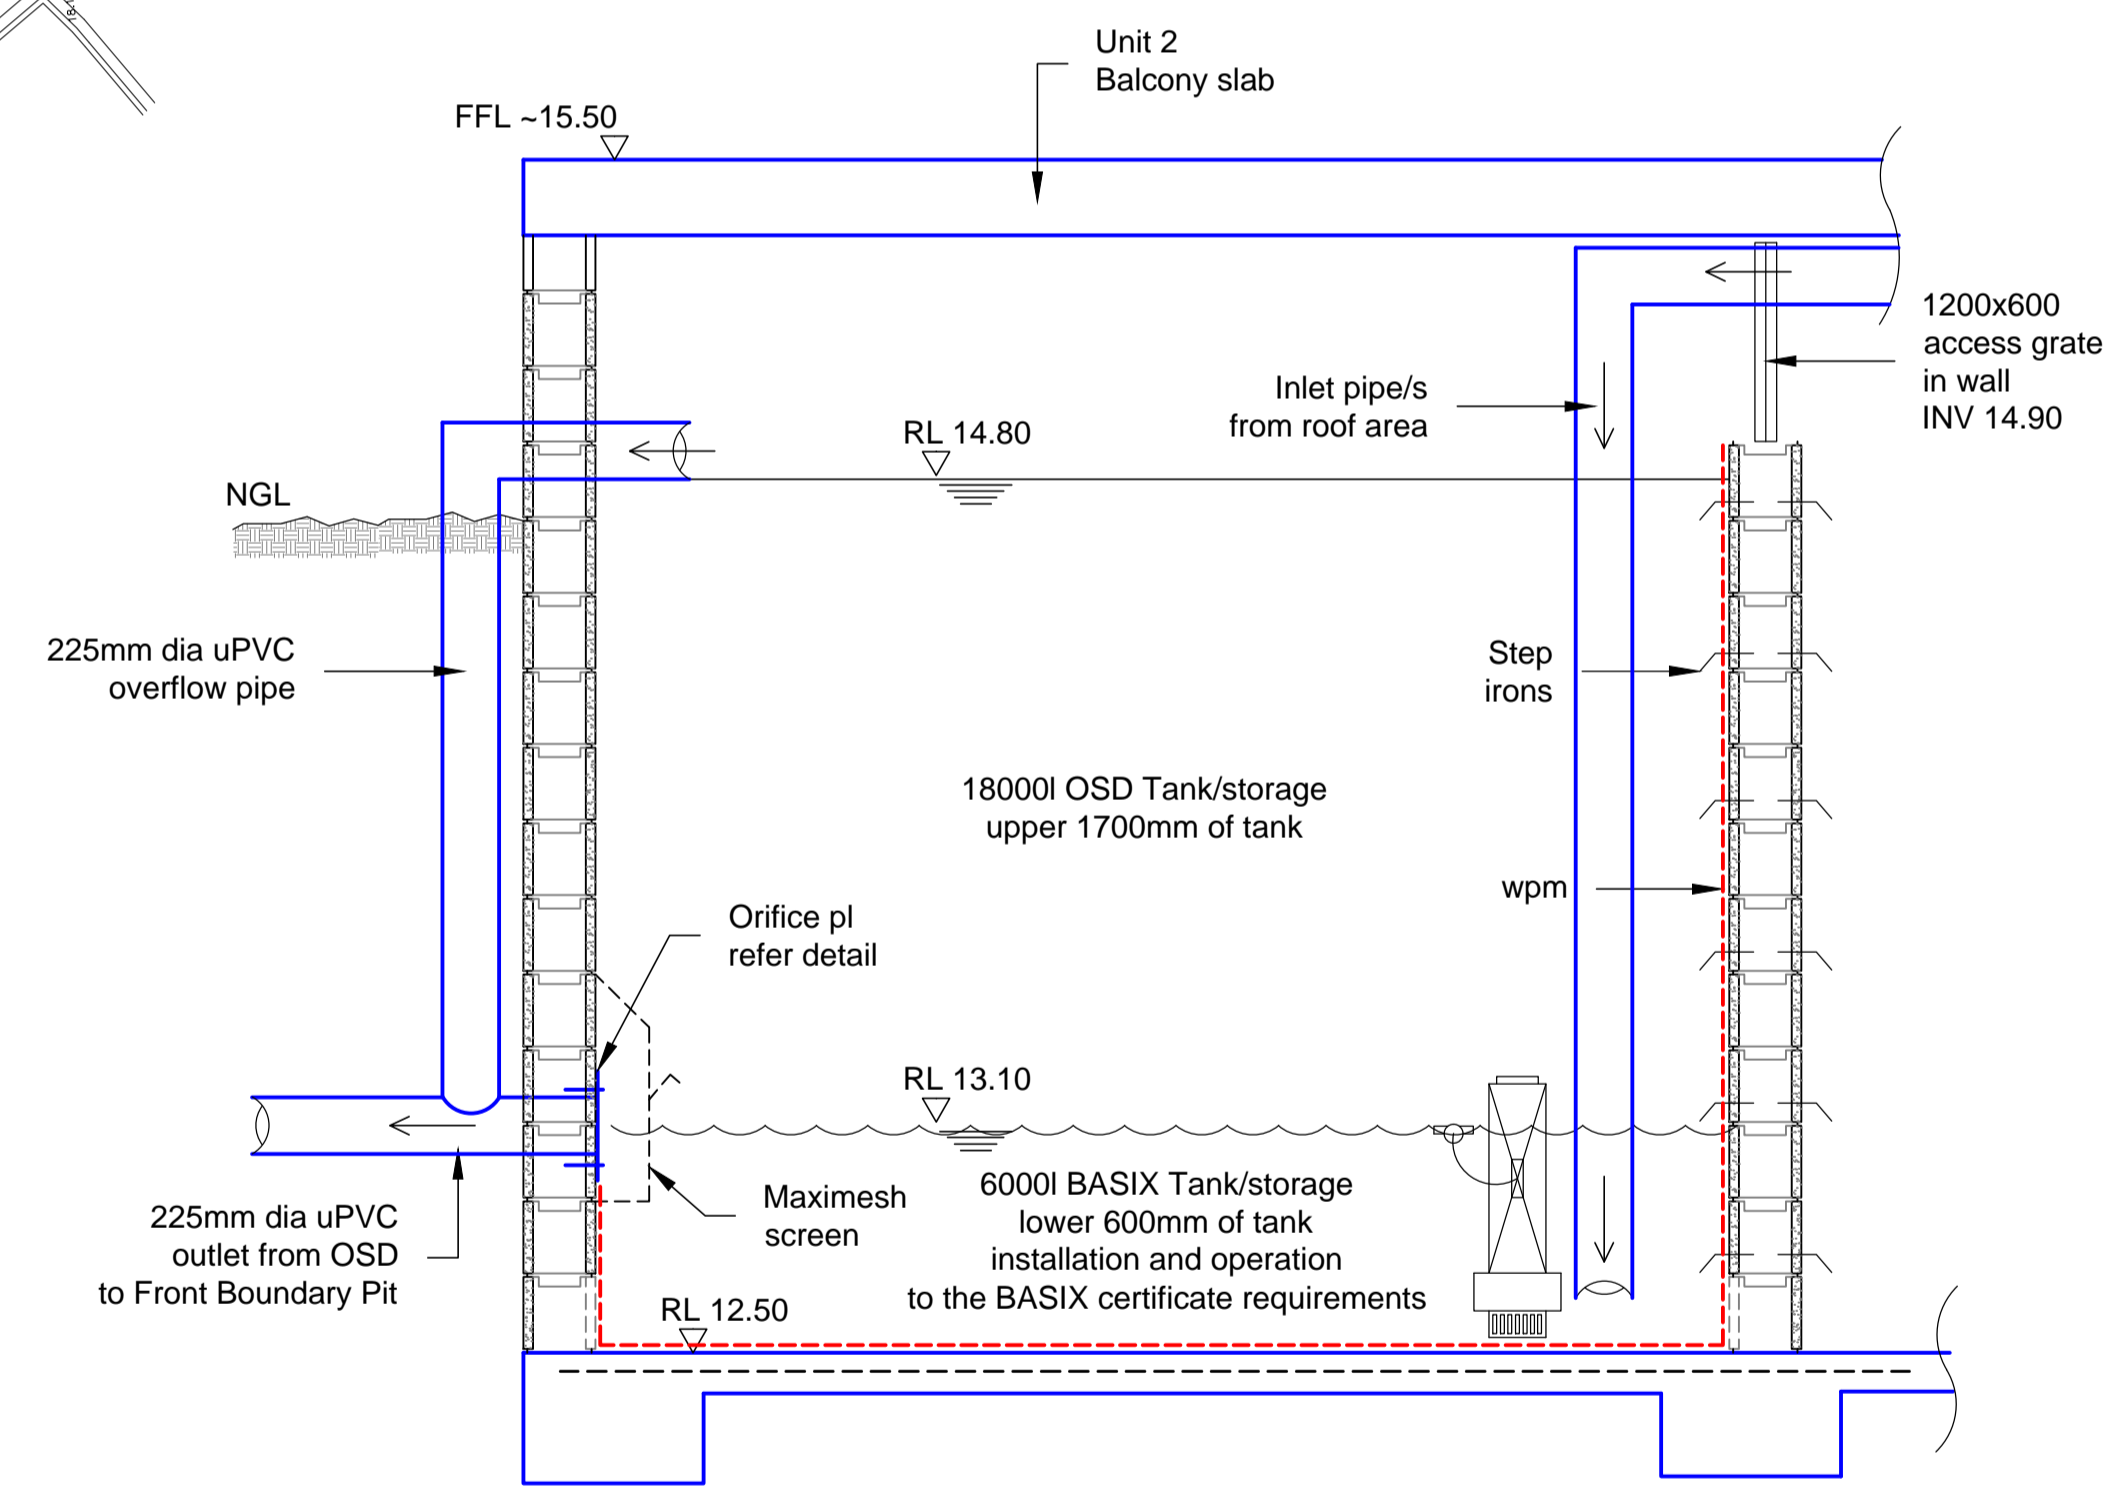 Unit 2
Balcony slab
FFL ~15.50
1200x600
access grate
in wall
INV 14.90
Inlet pipe/s
from roof area
RL 14.80
NGL
225mm dia uPVC
overflow pipe
Step
irons
18000l OSD Tank/storage
upper 1700mm of tank
wpm
Orifice pl
refer detail
RL 13.10
6000l BASIX Tank/storage
lower 600mm of tank
installation and operation
to the BASIX certificate requirements
Maximesh
screen
225mm dia uPVC
outlet from OSD
to Front Boundary Pit
RL 12.50